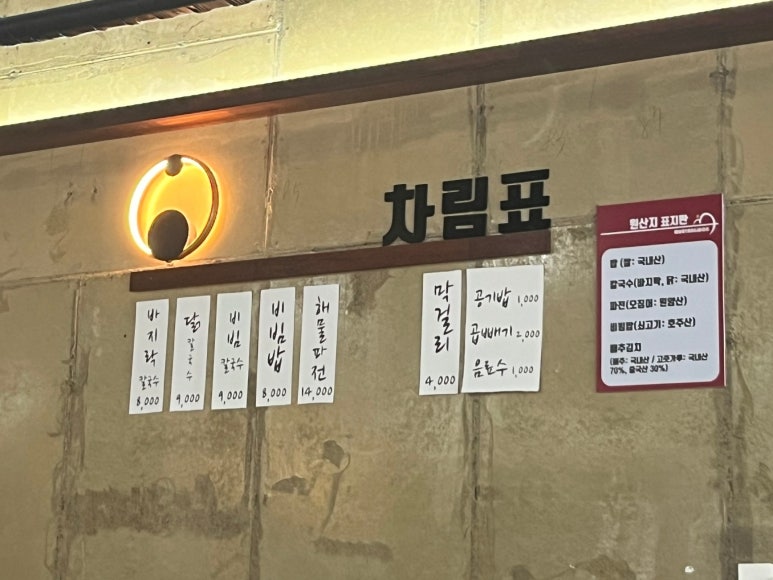 차림표
바지락 칼국수 8,000
닭 칼국수 9,000
비빔 칼국수 9,000
비빔밥 8,000
해물파전 14,000
막걸리 4,000
공기밥 1,000
곱빼기 2,000
음료수 1,000
원산지 표지판
밥 (쌀: 국내산)
칼국수(바지락, 닭: 국내산)
파전(오징어: 원양산)
비빔밥(쇠고기: 호주산)
배추김치
(배추: 국내산 / 고춧가루: 국내산
70%, 중국산 30%)